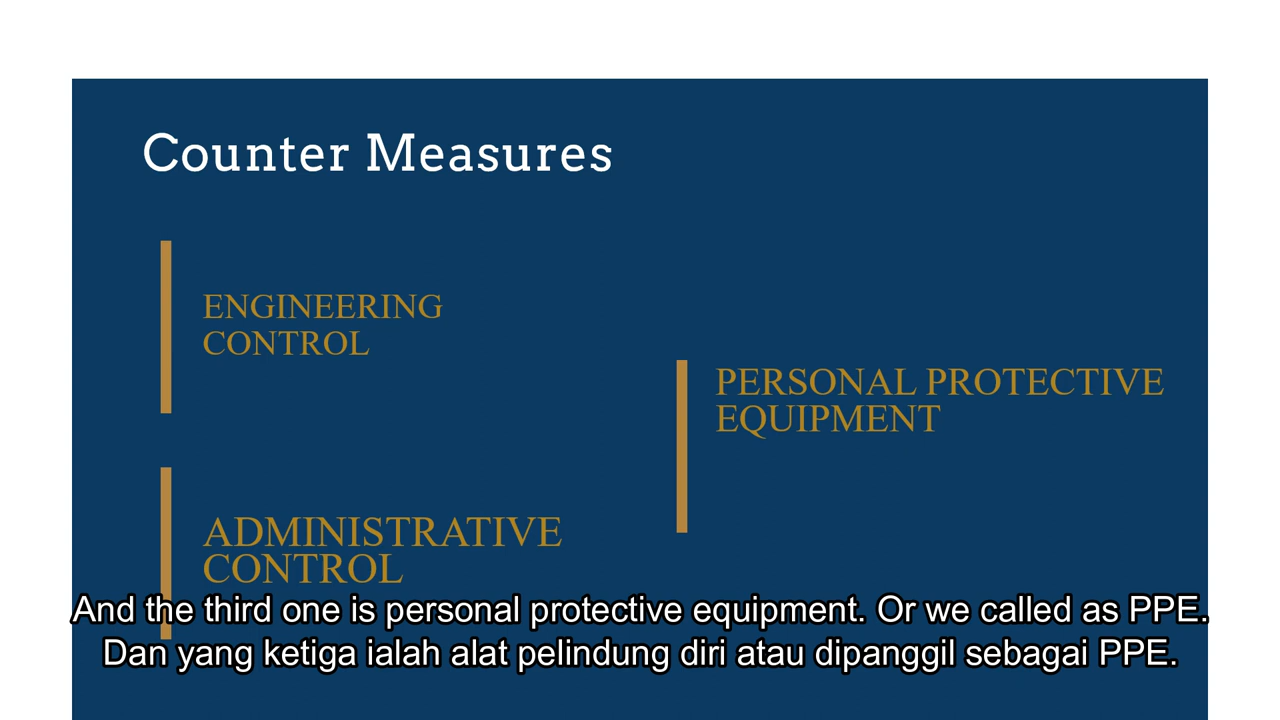 Counter Measures
ENGINEERING
CONTROL
PERSONAL PROTECTIVE
EQUIPMENT
ADMINISTRATIVE
CONTROL
And the third one is personal protective equipment. Or we called as PPE.
Dan yang ketiga ialah alat pelindung diri atau dipanggil sebagai PPE.